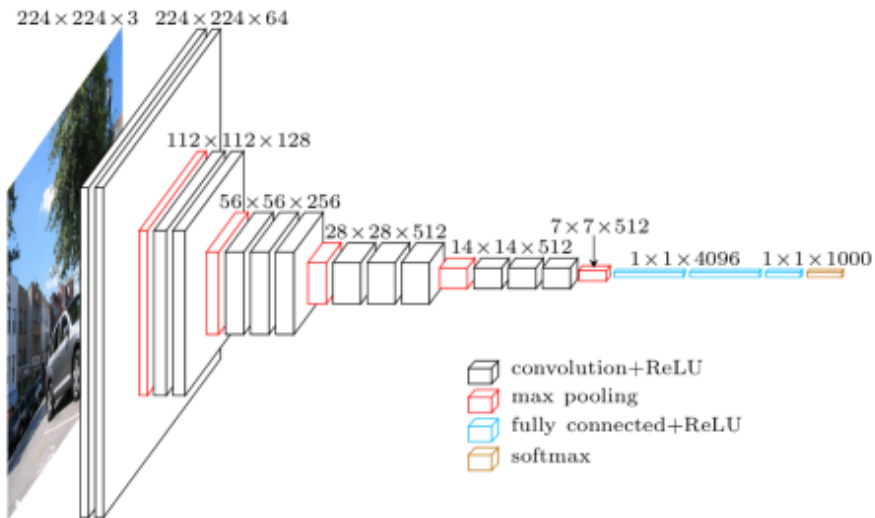 224×224×3
224×224×64
112×112×128
56×56×256
28×28×512
14×14×512
7×7×512
1×1×4096
1×1×1000
convolution+ReLU
max pooling
fully connected+ReLU
softmax